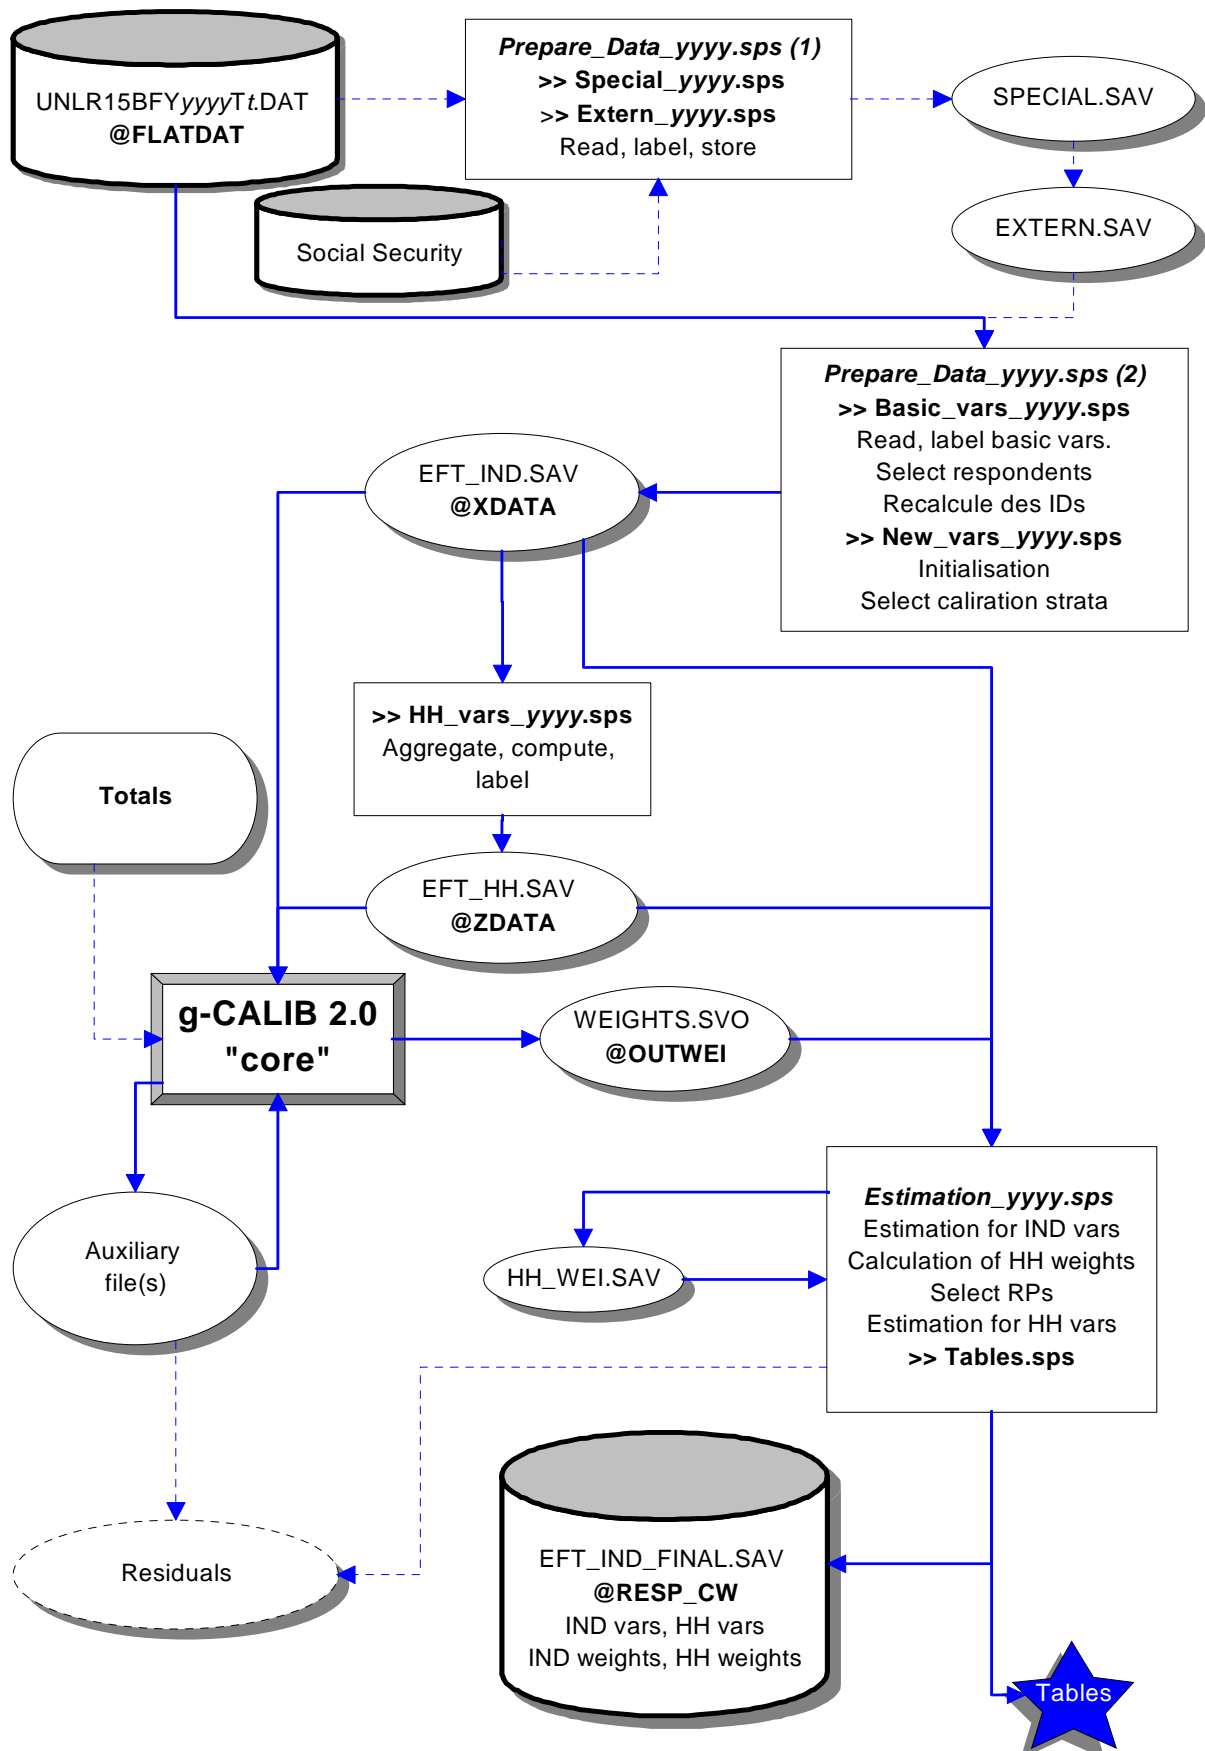 UNLR15BFYyyyyTt.DAT
@FLATDAT
Prepare_Data_yyyy.sps (1)
>> Special_yyyy.sps
>> Extern_yyyy.sps
Read, label, store
SPECIAL.SAV
Social Security
EXTERN.SAV
Prepare_Data_yyyy.sps (2)
>> Basic_vars_yyyy.sps
Read, label basic vars.
Select respondents
Recalcule des IDs
>> New_vars_yyyy.sps
Initialisation
Select caliration strata
EFT_IND.SAV
@XDATA
>> HH_vars_yyyy.sps
Aggregate, compute,
label
Totals
EFT_HH.SAV
@ZDATA
g-CALIB 2.0
"core"
WEIGHTS.SVO
@OUTWEI
Estimation_yyyy.sps
Estimation for IND vars
Calculation of HH weights
Select RPs
Estimation for HH vars
>> Tables.sps
Auxiliary
file(s)
HH_WEI.SAV
Residuals
EFT_IND_FINAL.SAV
@RESP_CW
IND vars, HH vars
IND weights, HH weights
Tables